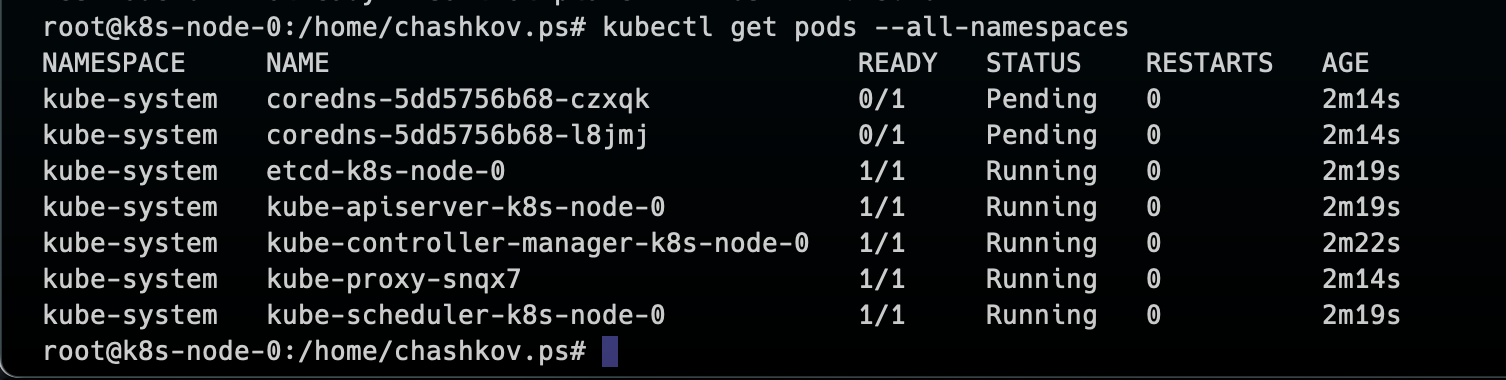 root@k8s-node-0:/home/chashkov.ps# kubectl get pods --all-namespaces
NAMESPACE NAME READY STATUS RESTARTS AGE
kube-system coredns-5dd5756b68-czxqk 0/1 Pending 0 2m14s
kube-system coredns-5dd5756b68-l8jmj 0/1 Pending 0 2m14s
kube-system etcd-k8s-node-0 1/1 Running 0 2m19s
kube-system kube-apiserver-k8s-node-0 1/1 Running 0 2m19s
kube-system kube-controller-manager-k8s-node-0 1/1 Running 0 2m22s
kube-system kube-proxy-snqx7 1/1 Running 0 2m14s
kube-system kube-scheduler-k8s-node-0 1/1 Running 0 2m19s
root@k8s-node-0:/home/chashkov.ps#